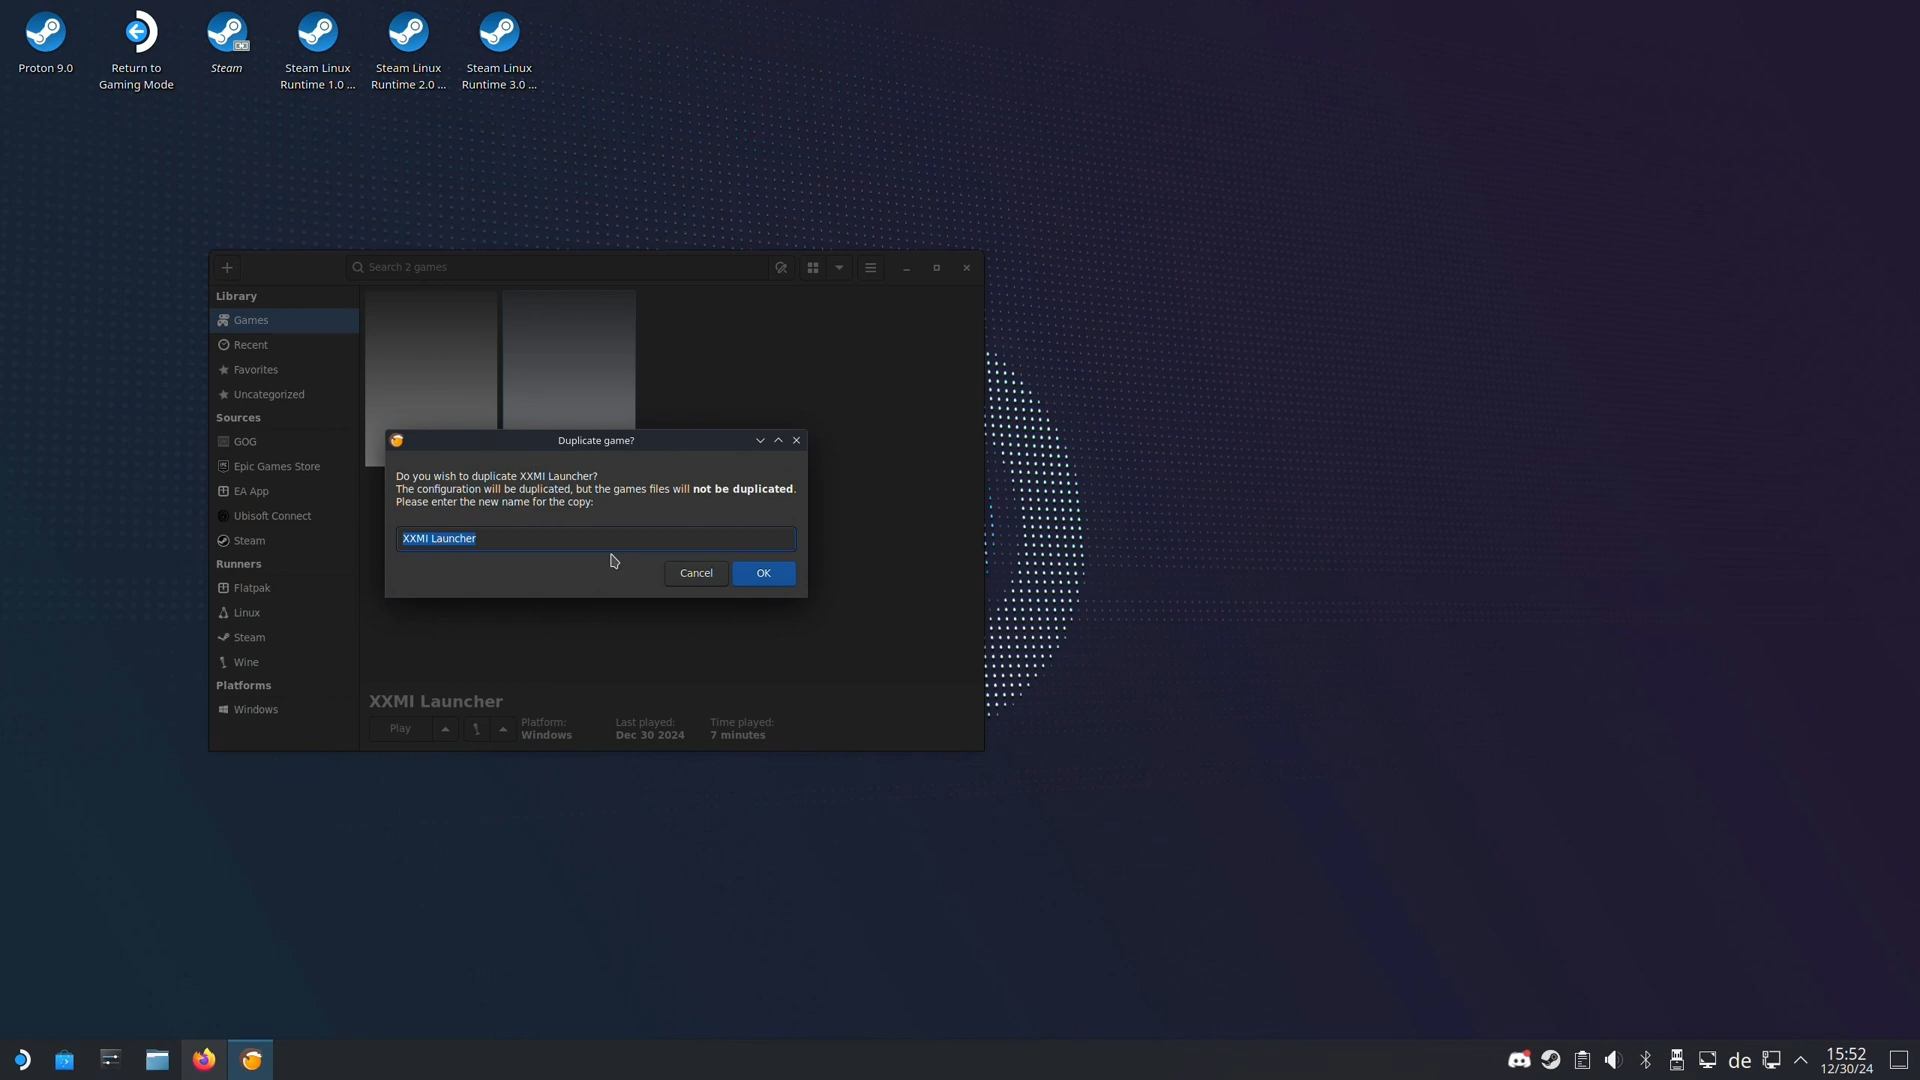 Proton 9.0
Return to
Gaming Mode
Steam
Steam Linux
Runtime 1.0 ...
Steam Linux
Runtime 2.0 ...
Steam Linux
Runtime 3.0 ...
Search 2 games
Library
Games
Recent
Favorites
Uncategorized
Sources
GOG
Epic Games Store
EA App
Ubisoft Connect
Steam
Runners
Flatpak
Linux
Steam
Wine
Platforms
Windows
Duplicate game?
Do you wish to duplicate XXMI Launcher?
The configuration will be duplicated, but the games files will not be duplicated.
Please enter the new name for the copy:
XXMI Launcher
Cancel
OK
XXMI Launcher
Play
Platform:
Windows
Last played:
Dec 30 2024
Time played:
7 minutes
de
15:52
12/30/24